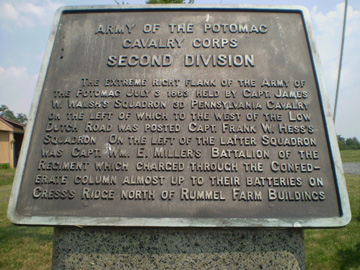 ARMY OF THE POTOMAC
CAVALRY CORPS
SECOND DIVISION
THE EXTREME RIGHT FLANK OF THE ARMY OF
THE POTOMAC JULY 3 1863 HELD BY CAPT. JAMES
W. WALSH'S SQUADRON 3D PENNSYLVANIA CAVALRY
ON THE LEFT OF WHICH TO THE WEST OF THE LOW
DUTCH ROAD WAS POSTED CAPT. FRANK W. HESS'S
SQUADRON. ON THE LEFT OF THE LATTER SQUADRON
WAS CAPT. WM. E. MILLER'S BATTALION OF THE
REGIMENT WHICH CHARGED THROUGH THE CONFED-
ERATE COLUMN ALMOST UP TO THEIR BATTERIES ON
CRESS'S RIDGE NORTH OF RUMMEL FARM BUILDINGS